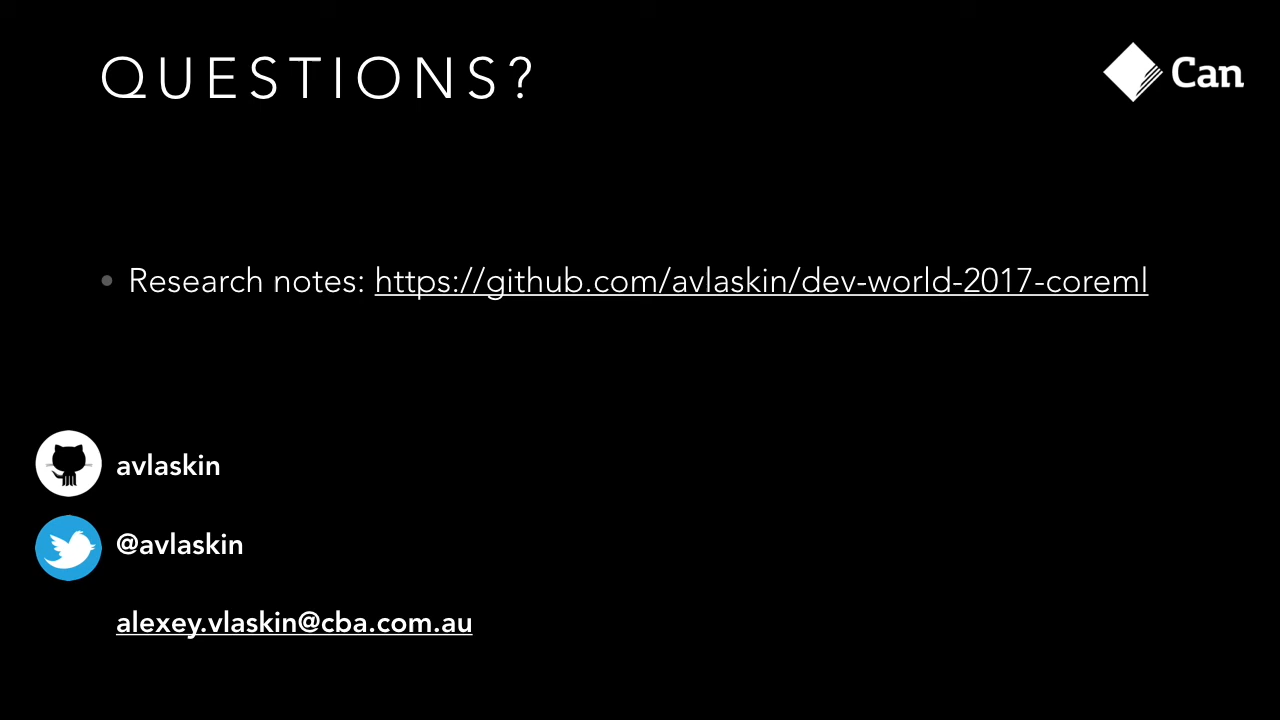 QUESTIONS?
Can
• Research notes: https://github.com/avlaskin/dev-world-2017-coreml
avlaskin
@avlaskin
alexey.vlaskin@cba.com.au